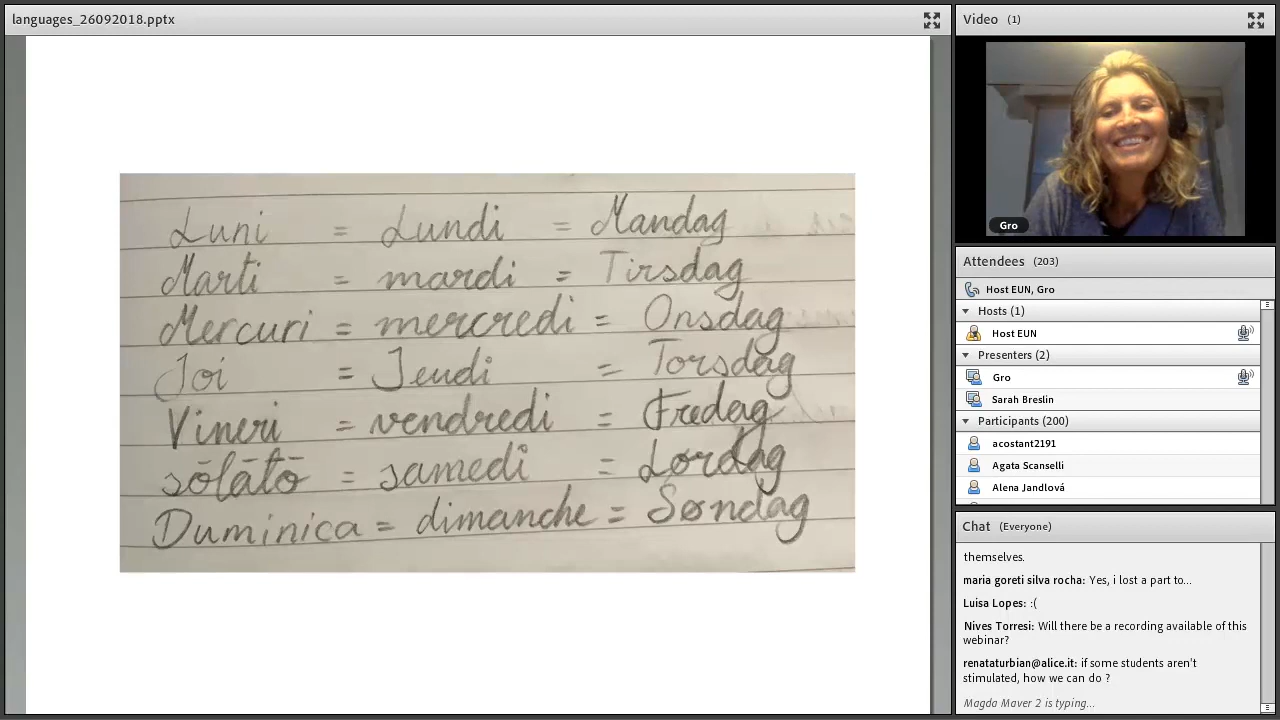 languages_26092018.pptx
Luni = Lundi = Mandag
Marti = mardi = Tirsdag
Mercuri = mercredi = Onsdag
Joi = Jeudi = Torsdag
Vineri = vendredi = Fredag
sōlātō = samedi = Lordag
Duminica = dimanche = Søndag
Video (1)
Gro
Attendees (203)
Host EUN, Gro
Hosts (1)
Host EUN
Presenters (2)
Gro
Sarah Breslin
Participants (200)
acostant2191
Agata Scanselli
Alena Jandlová
Chat (Everyone)
themselves.
maria goreti silva rocha: Yes, i lost a part to...
Luisa Lopes: :(
Nives Torresi: Will there be a recording available of this
webinar?
renataturbian@alice.it: if some students aren't
stimulated, how we can do ?
Magda Maver 2 is typing...